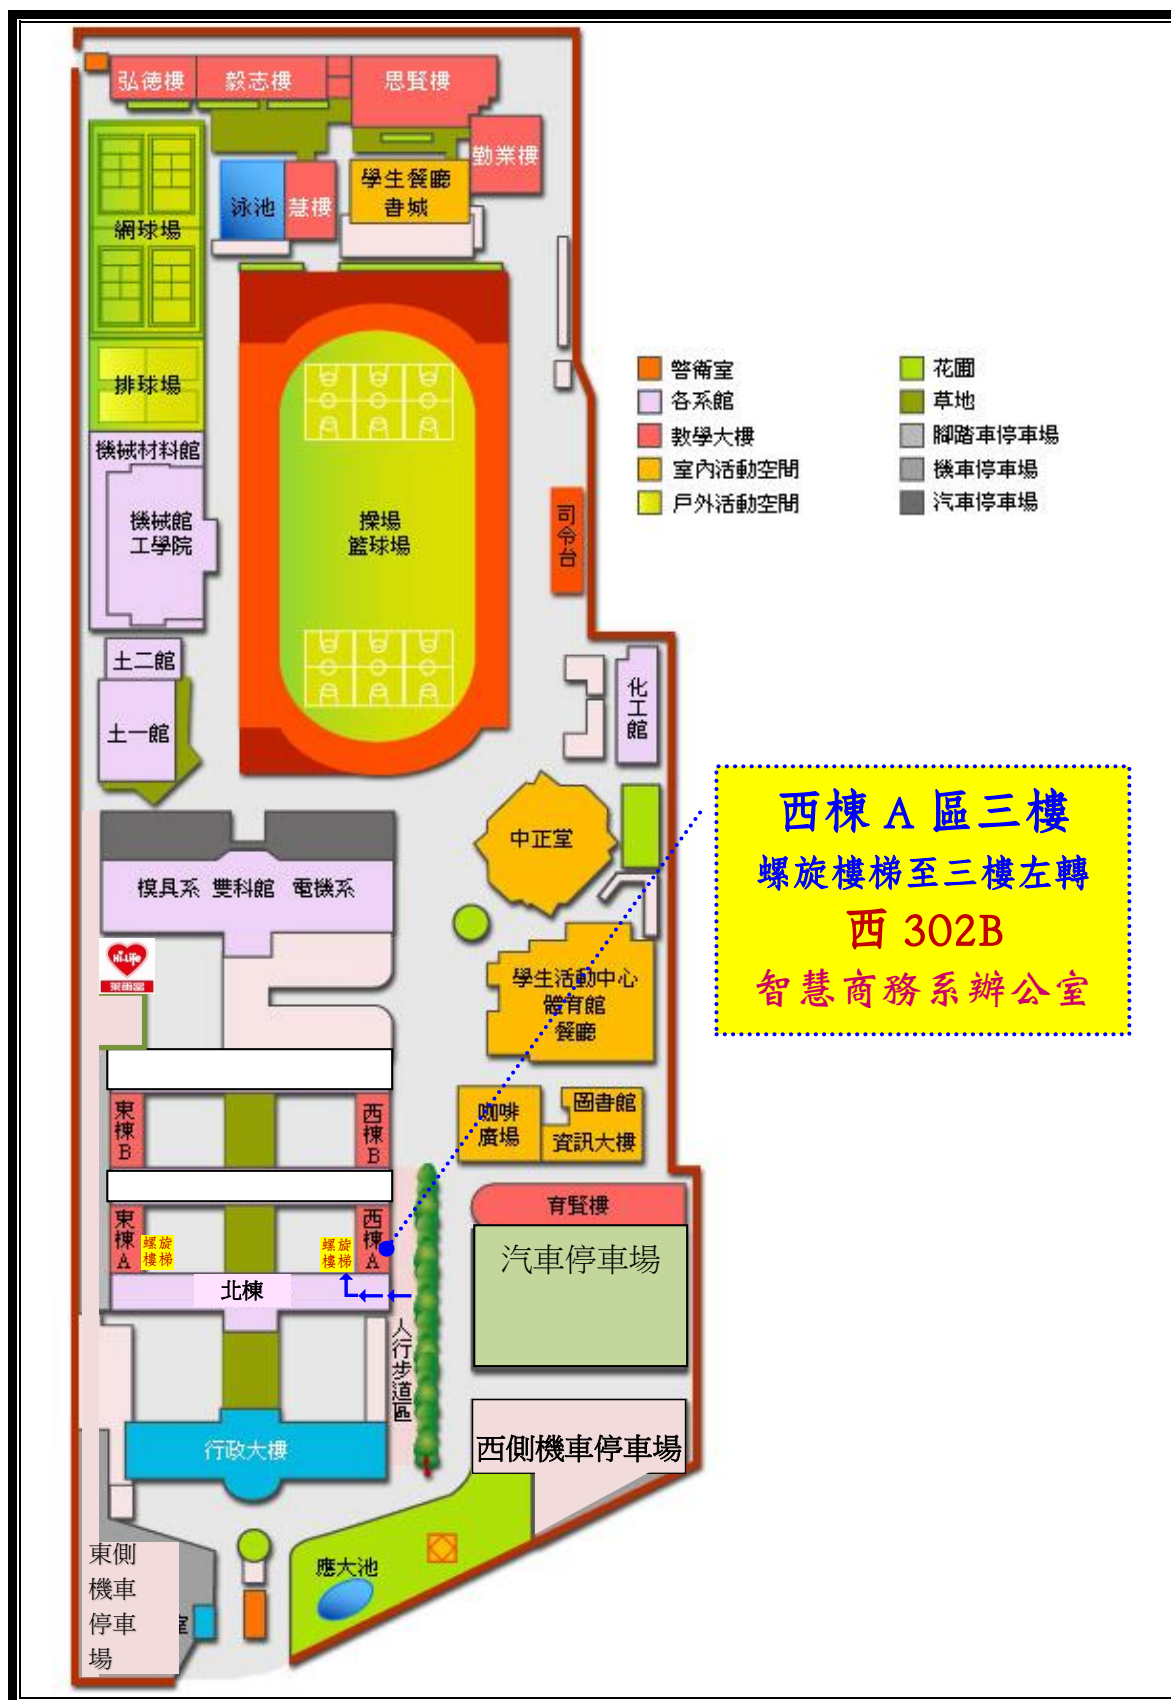 弘德樓
毅志樓
思賢樓
勤業樓
泳池
慧樓
學生餐廳
書城
網球場
排球場
機械材料館
機械館
工學院
操場
籃球場
司令台
警衛室
各系館
教學大樓
室內活動空間
戶外活動空間
花圃
草地
腳踏車停車場
機車停車場
汽車停車場
土二館
土一館
化工館
中正堂
模具系 雙科館 電機系
Hi-Life
萊爾富
學生活動中心
體育館
餐廳
西棟 A 區三樓
螺旋樓梯至三樓左轉
西 302B
智慧商務系辦公室
東棟B
西棟B
咖啡
廣場
圖書館
資訊大樓
東棟A
螺旋
樓梯
螺旋
樓梯
西棟A
北棟
育賢樓
汽車停車場
人行步道區
行政大樓
西側機車停車場
應大池
東側
機車
停車
場
室